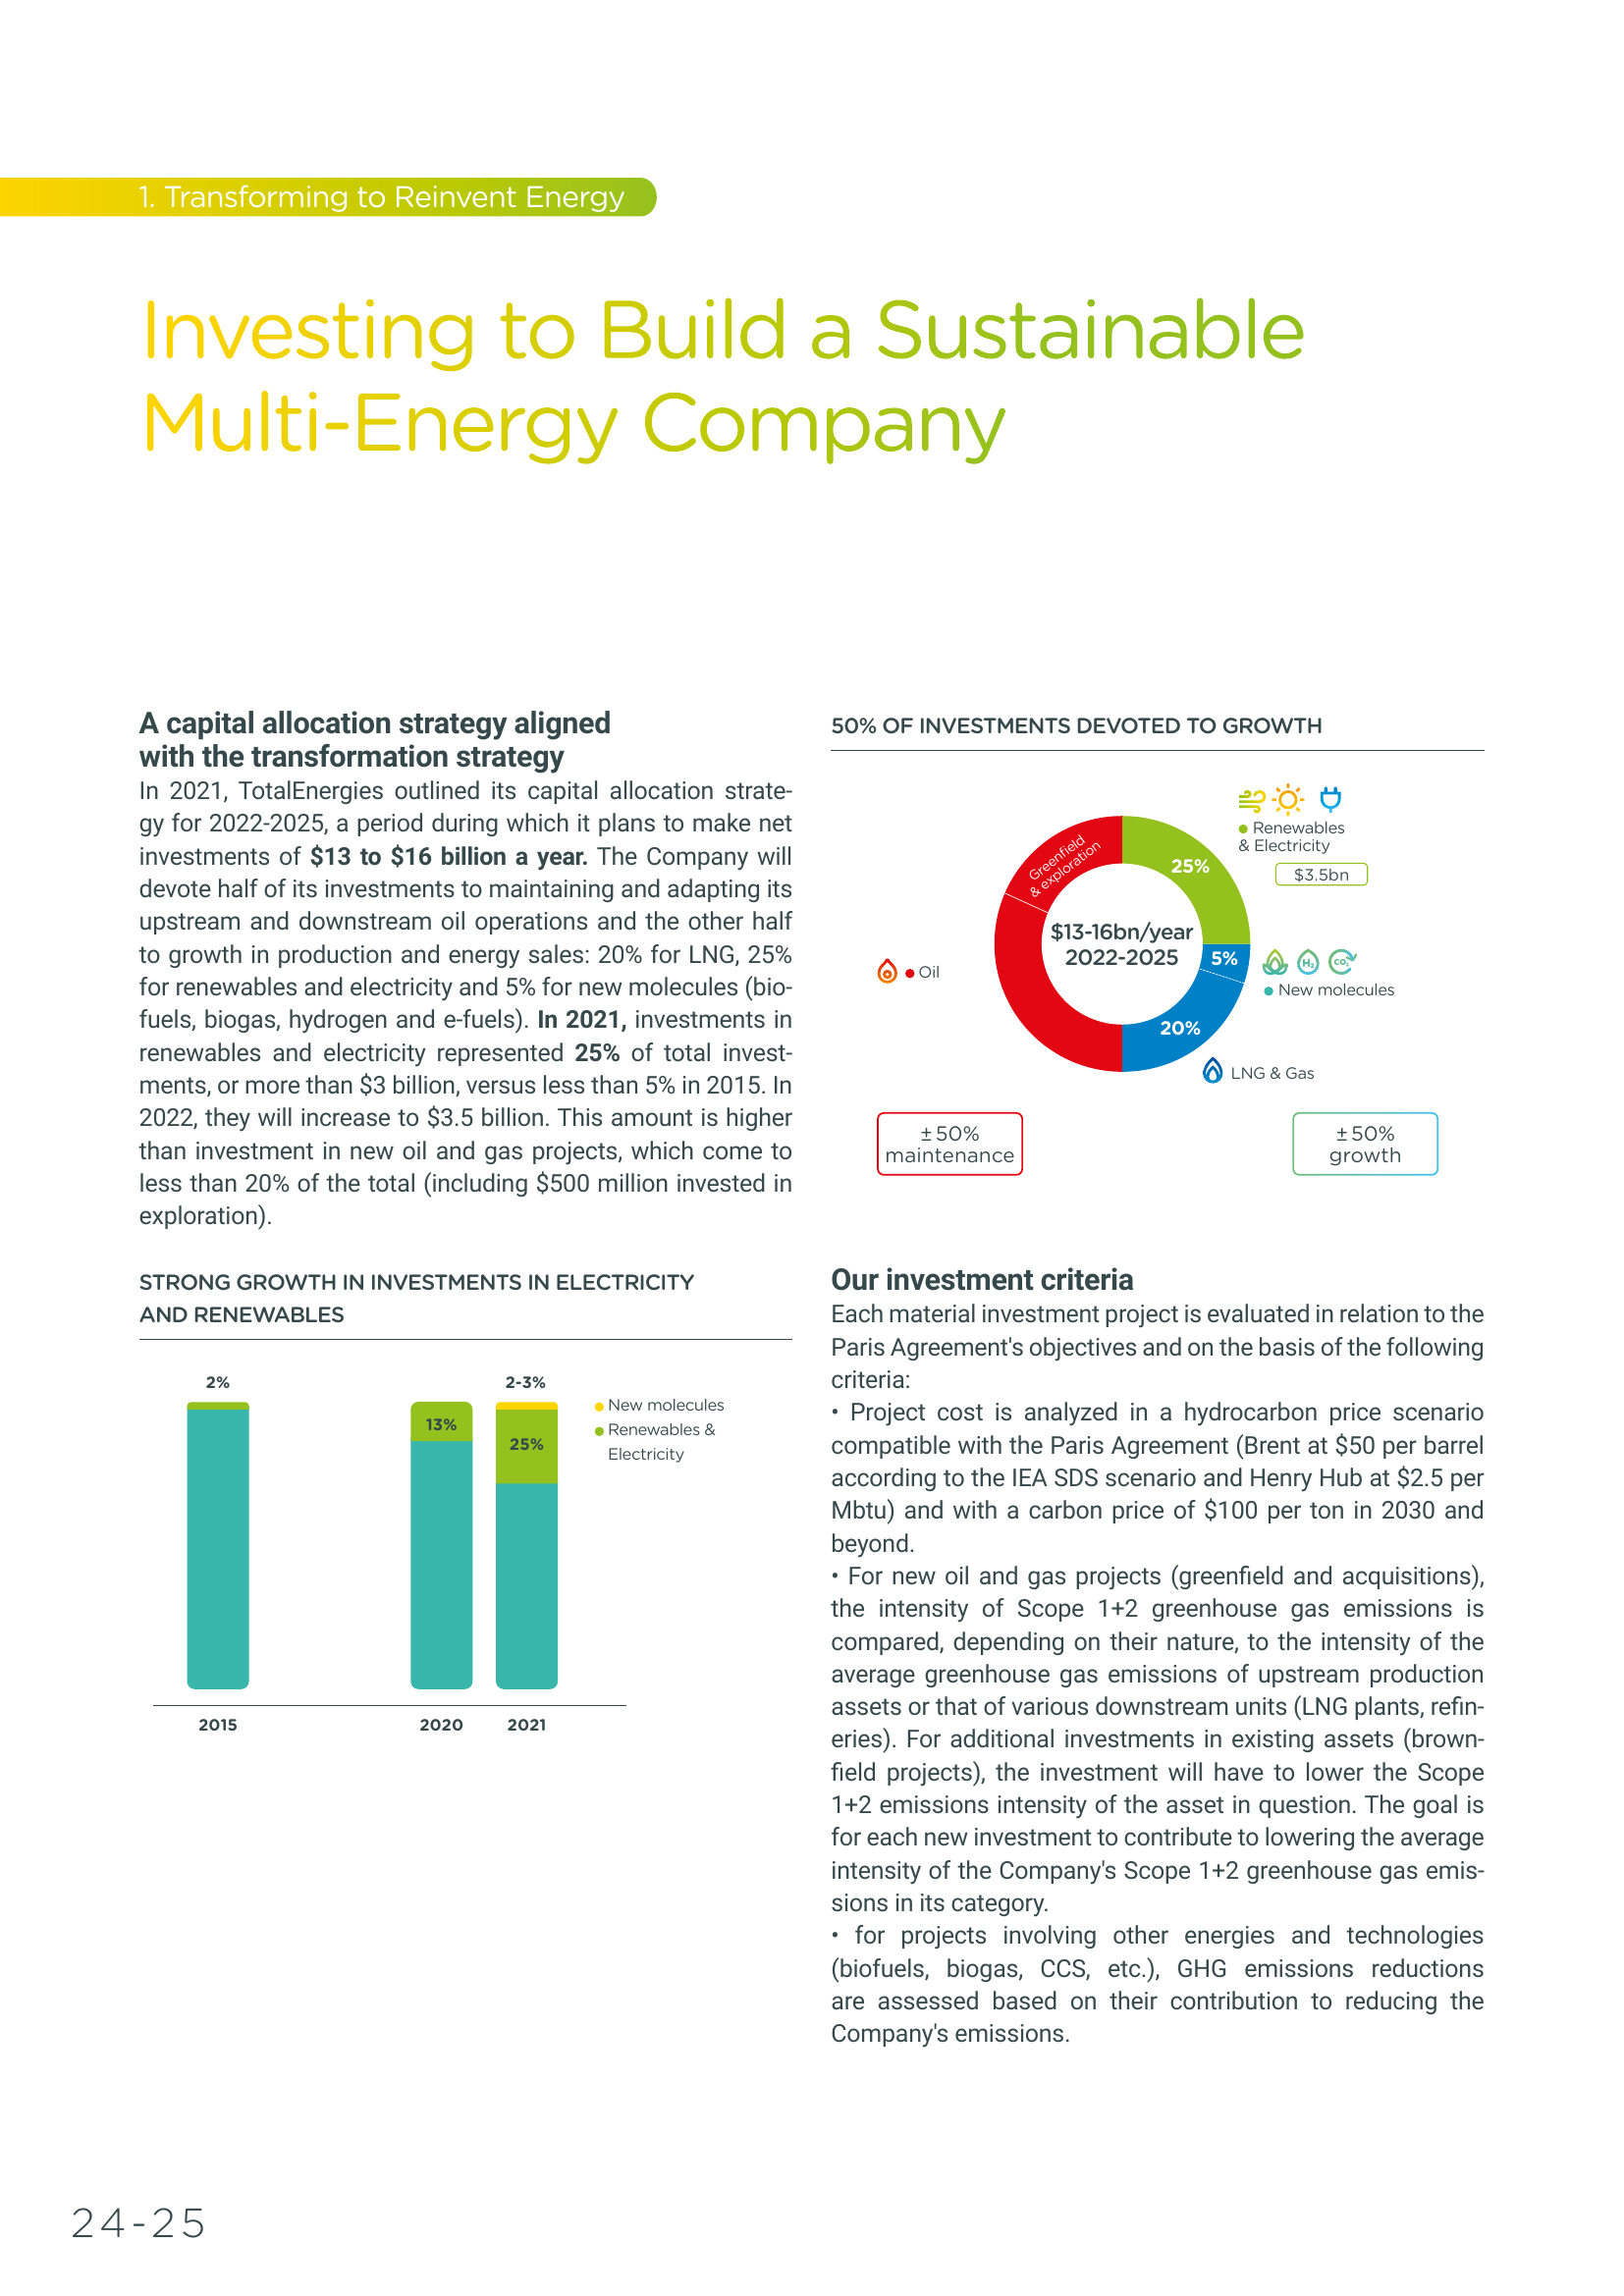 1. Transforming to Reinvent Energy
Investing to Build a Sustainable
Multi-Energy Company
A capital allocation strategy aligned
with the transformation strategy
In 2021, TotalEnergies outlined its capital allocation strate-
gy for 2022-2025, a period during which it plans to make net
investments of $13 to $16 billion a year. The Company will
devote half of its investments to maintaining and adapting its
upstream and downstream oil operations and the other half
to growth in production and energy sales: 20% for LNG, 25%
for renewables and electricity and 5% for new molecules (bio-
fuels, biogas, hydrogen and e-fuels). In 2021, investments in
renewables and electricity represented 25% of total invest-
ments, or more than $3 billion, versus less than 5% in 2015. In
2022, they will increase to $3.5 billion. This amount is higher
than investment in new oil and gas projects, which come to
less than 20% of the total (including $500 million invested in
exploration).
STRONG GROWTH IN INVESTMENTS IN ELECTRICITY
AND RENEWABLES
2%
2-3%
13%
25%
New molecules
Renewables &
Electricity
2015
2020
2021
50% OF INVESTMENTS DEVOTED TO GROWTH
Greenfield
& exploration
25%
Renewables
& Electricity
$3.5bn
$13-16bn/year
2022-2025
5%
H2
CO2
New molecules
Oil
20%
LNG & Gas
± 50%
maintenance
± 50%
growth
Our investment criteria
Each material investment project is evaluated in relation to the
Paris Agreement's objectives and on the basis of the following
criteria:
• Project cost is analyzed in a hydrocarbon price scenario
compatible with the Paris Agreement (Brent at $50 per barrel
according to the IEA SDS scenario and Henry Hub at $2.5 per
Mbtu) and with a carbon price of $100 per ton in 2030 and
beyond.
• For new oil and gas projects (greenfield and acquisitions),
the intensity of Scope 1+2 greenhouse gas emissions is
compared, depending on their nature, to the intensity of the
average greenhouse gas emissions of upstream production
assets or that of various downstream units (LNG plants, refin-
eries). For additional investments in existing assets (brown-
field projects), the investment will have to lower the Scope
1+2 emissions intensity of the asset in question. The goal is
for each new investment to contribute to lowering the average
intensity of the Company's Scope 1+2 greenhouse gas emis-
sions in its category.
• for projects involving other energies and technologies
(biofuels, biogas, CCS, etc.), GHG emissions reductions
are assessed based on their contribution to reducing the
Company's emissions.
24-25